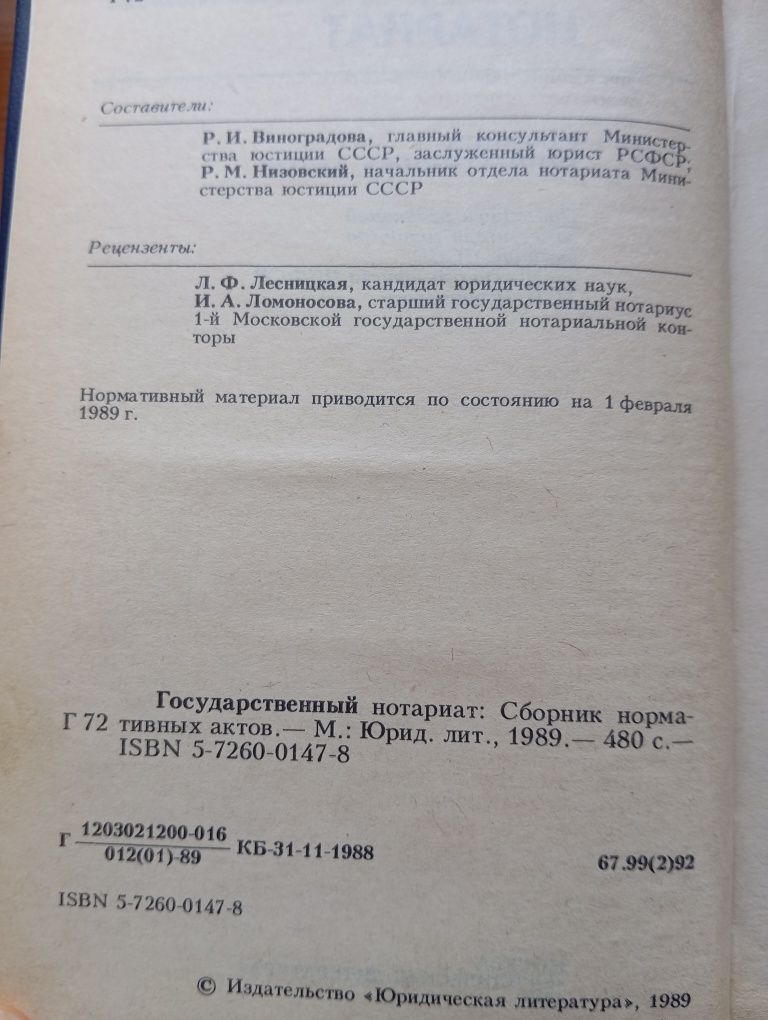 Составители:
Р. И. Виноградова, главный консультант Министер-
ства юстиции СССР, заслуженный юрист РСФСР,
Р. М. Низовский, начальник отдела нотариата Мини-
стерства юстиции СССР
Рецензенты:
Л. Ф. Лесницкая, кандидат юридических наук,
И. А. Ломоносова, старший государственный нотариус
1-й Московской государственной нотариальной кон-
торы
Нормативный материал приводится по состоянию на 1 февраля
1989 г.
Государственный нотариат: Сборник норма-
Г 72 тивных актов.— М.: Юрид. лит., 1989.— 480 с.—
ISBN 5-7260-0147-8
Г 1203021200-016
012(01)-89 КБ-31-11-1988
67.99(2)92
ISBN 5-7260-0147-8
© Издательство «Юридическая литература», 1989